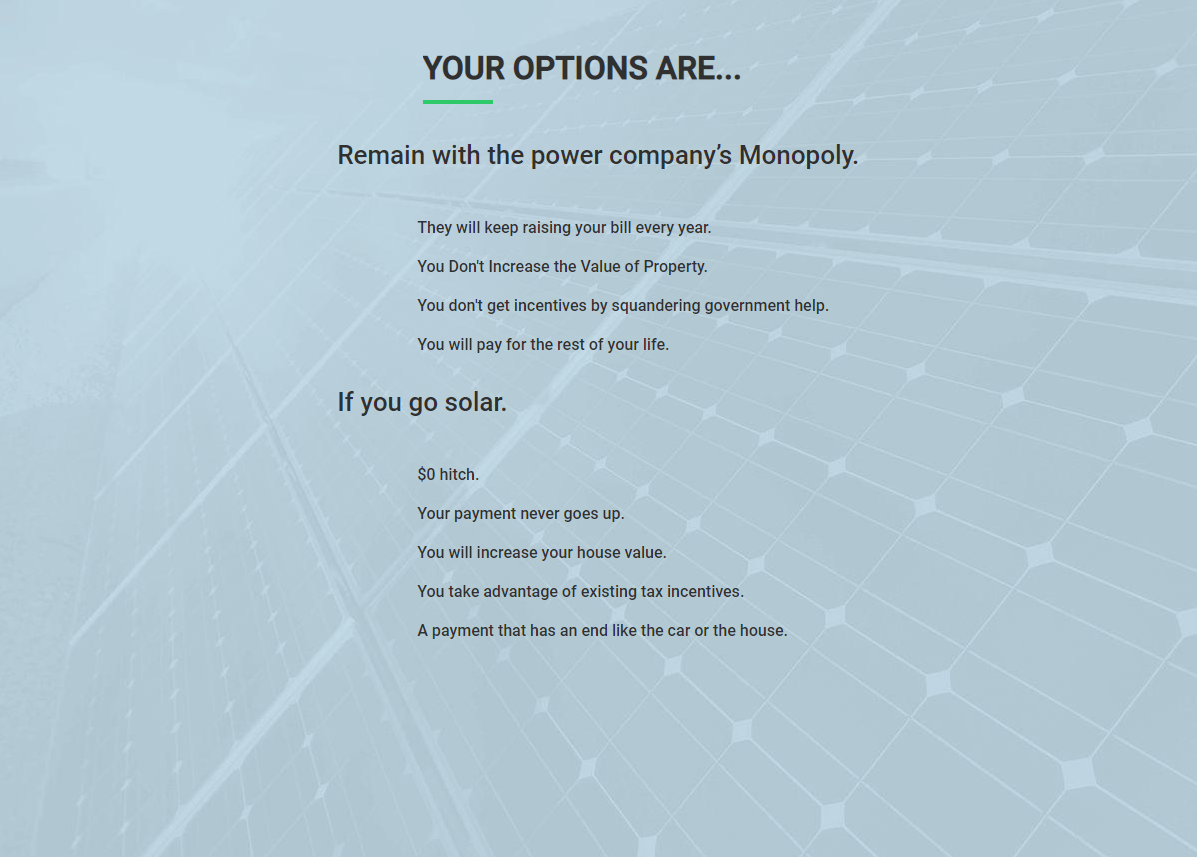 YOUR OPTIONS ARE...
Remain with the power company’s Monopoly.
They will keep raising your bill every year.
You Don't Increase the Value of Property.
You don't get incentives by squandering government help.
You will pay for the rest of your life.
If you go solar.
$0 hitch.
Your payment never goes up.
You will increase your house value.
You take advantage of existing tax incentives.
A payment that has an end like the car or the house.